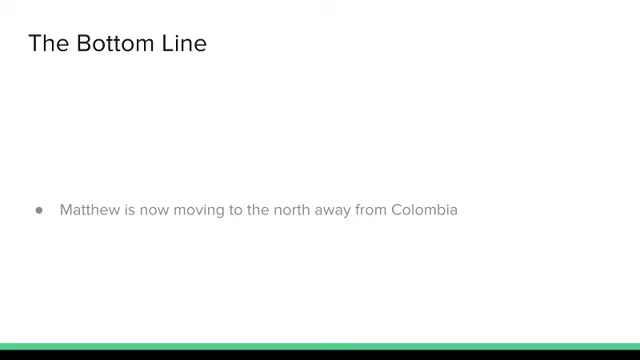 The Bottom Line
● Matthew is now moving to the north away from Colombia